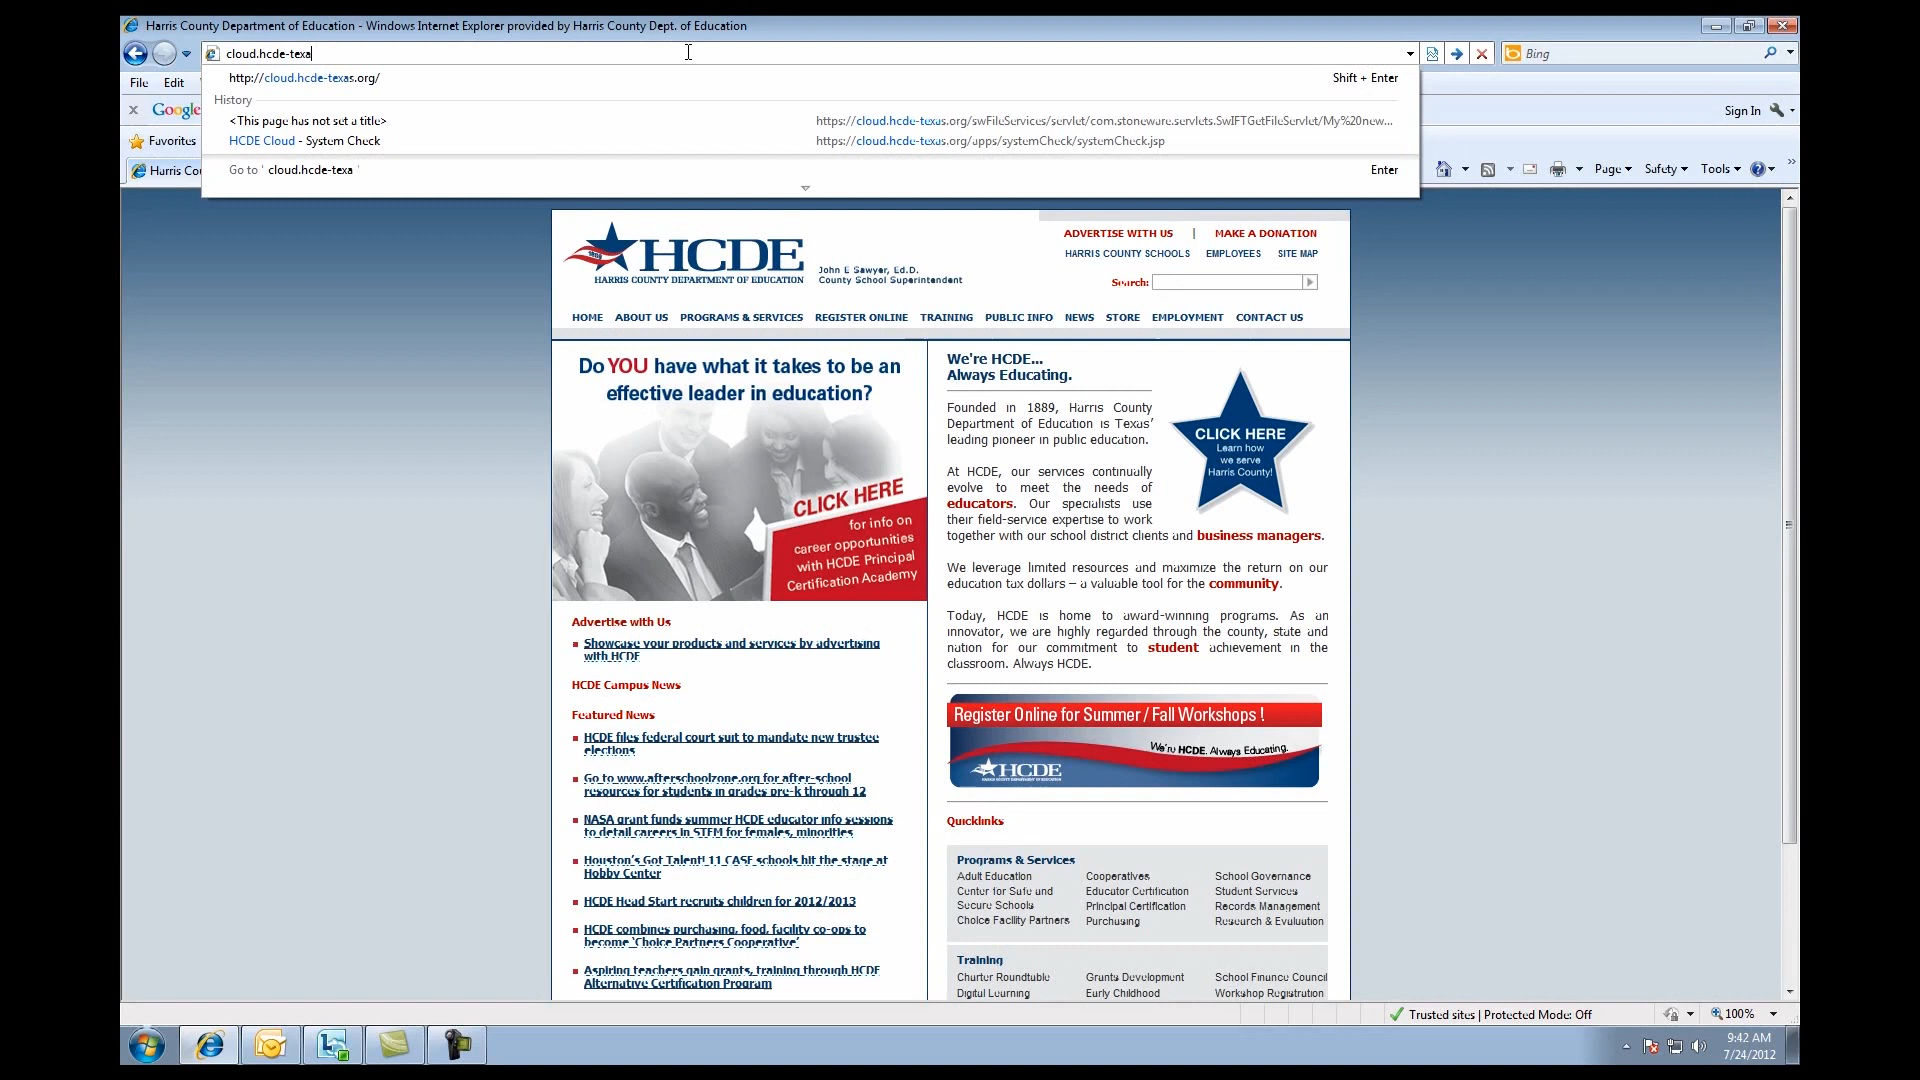 Harris County Department of Education - Windows Internet Explorer provided by Harris County Dept. of Education
cloud.hcde-texa
Bing
http://cloud.hcde-texas.org/ Shift + Enter
File Edit
History
Google
<This page has not set a title> https://cloud.hcde-texas.org/swFileServices/servlet/com.stoneware.servlets.SwIFTGetFileServlet/My%20new...
Sign In
HCDE Cloud - System Check https://cloud.hcde-texas.org/apps/systemCheck/systemCheck.jsp
Favorites
Go to ' cloud.hcde-texa ' Enter
Harris Co
Page Safety Tools
HCDE
HARRIS COUNTY DEPARTMENT OF EDUCATION
John E Sawyer, Ed.D.
County School Superintendent
ADVERTISE WITH US | MAKE A DONATION
HARRIS COUNTY SCHOOLS EMPLOYEES SITE MAP
Search:
HOME ABOUT US PROGRAMS & SERVICES REGISTER ONLINE TRAINING PUBLIC INFO NEWS STORE EMPLOYMENT CONTACT US
Do YOU have what it takes to be an
effective leader in education?
CLICK HERE
for info on
career opportunities
with HCDE Principal
Certification Academy
Advertise with Us
Showcase your products and services by advertising
with HCDE
HCDE Campus News
Featured News
HCDE files federal court suit to mandate new trustee
elections
Go to www.afterschoolzone.org for after-school
resources for students in grades pre-k through 12
NASA grant funds summer HCDE educator info sessions
to detail careers in STEM for females, minorities
Houston's Got Talent! 11 CASE schools hit the stage at
Hobby Center
HCDE Head Start recruits children for 2012/2013
HCDE combines purchasing, food, facility co-ops to
become 'Choice Partners Cooperative'
Aspiring teachers gain grants, training through HCDE
Alternative Certification Program
We're HCDE...
Always Educating.
Founded in 1889, Harris County
Department of Education is Texas'
leading pioneer in public education.
CLICK HERE
Learn how
we serve
Harris County!
At HCDE, our services continually
evolve to meet the needs of
educators. Our specialists use
their field-service expertise to work
together with our school district clients and business managers.
We leverage limited resources and maximize the return on our
education tax dollars – a valuable tool for the community.
Today, HCDE is home to award-winning programs. As an
innovator, we are highly regarded through the county, state and
nation for our commitment to student achievement in the
classroom. Always HCDE.
Register Online for Summer / Fall Workshops !
We're HCDE. Always Educating.
HCDE
Quicklinks
Programs & Services
Adult Education Cooperatives School Governance
Center for Safe and Educator Certification Student Services
Secure Schools Principal Certification Records Management
Choice Facility Partners Purchasing Research & Evaluation
Training
Charter Roundtable Grants Development School Finance Council
Digital Learning Early Childhood Workshop Registration
Trusted sites | Protected Mode: Off 100%
9:42 AM
7/24/2012